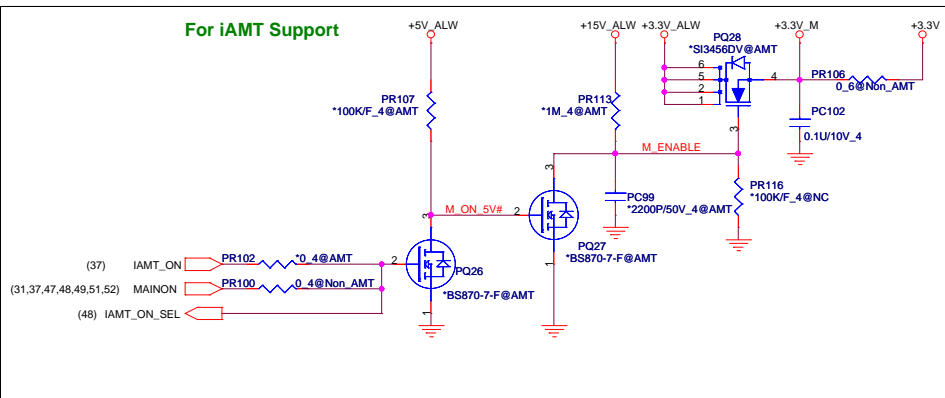 For iAMT Support
+5V_ALW
+15V_ALW
+3.3V_ALW
+3.3V_M
+3.3V
PQ28
*SI3456DV@AMT
6
5
2
1
4
3
PR106
0_6@Non_AMT
PR107
*100K/F_4@AMT
PR113
*1M_4@AMT
PC102
0.1U/10V_4
M_ENABLE
3
PR116
*100K/F_4@NC
PC99
*2200P/50V_4@AMT
M_ON_5V#
2
3
PQ27
*BS870-7-F@AMT
1
(37) IAMT_ON
PR102
*0_4@AMT
2
PQ26
*BS870-7-F@AMT
1
(31,37,47,48,49,51,52) MAINON
PR100
0_4@Non_AMT
(48) IAMT_ON_SEL